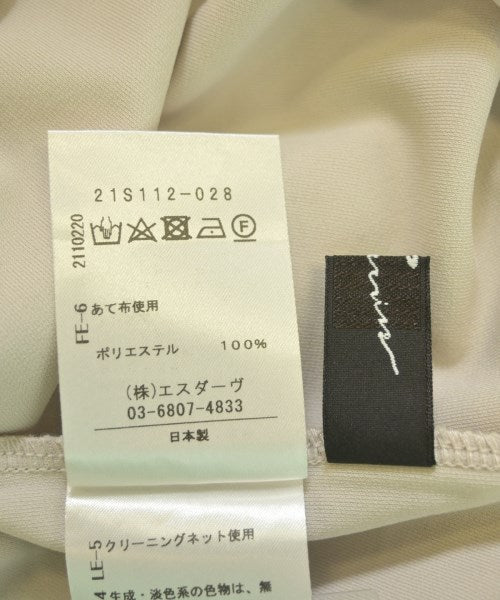 21S112-028
2110220
F
FE-6
あて布使用
ポリエステル 100%
(株)エスダーヴ
03-6807-4833
日本製
LE-5
クリーニングネット使用
生成・淡色系の色物は、無